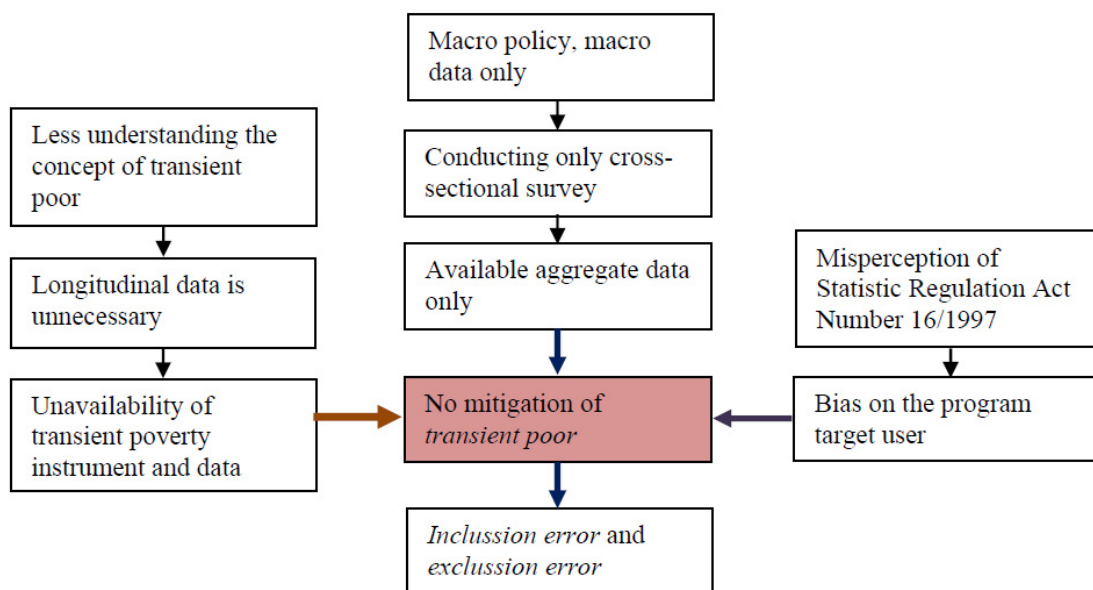 Macro policy, macro
data only
Less understanding the
concept of transient
poor
Conducting only cross-
sectional survey
Longitudinal data is
unnecessary
Available aggregate data
only
Misperception of
Statistic Regulation Act
Number 16/1997
Unavailability of
transient poverty
instrument and data
No mitigation of
transient poor
Bias on the program
target user
Inclussion error and
exclussion error